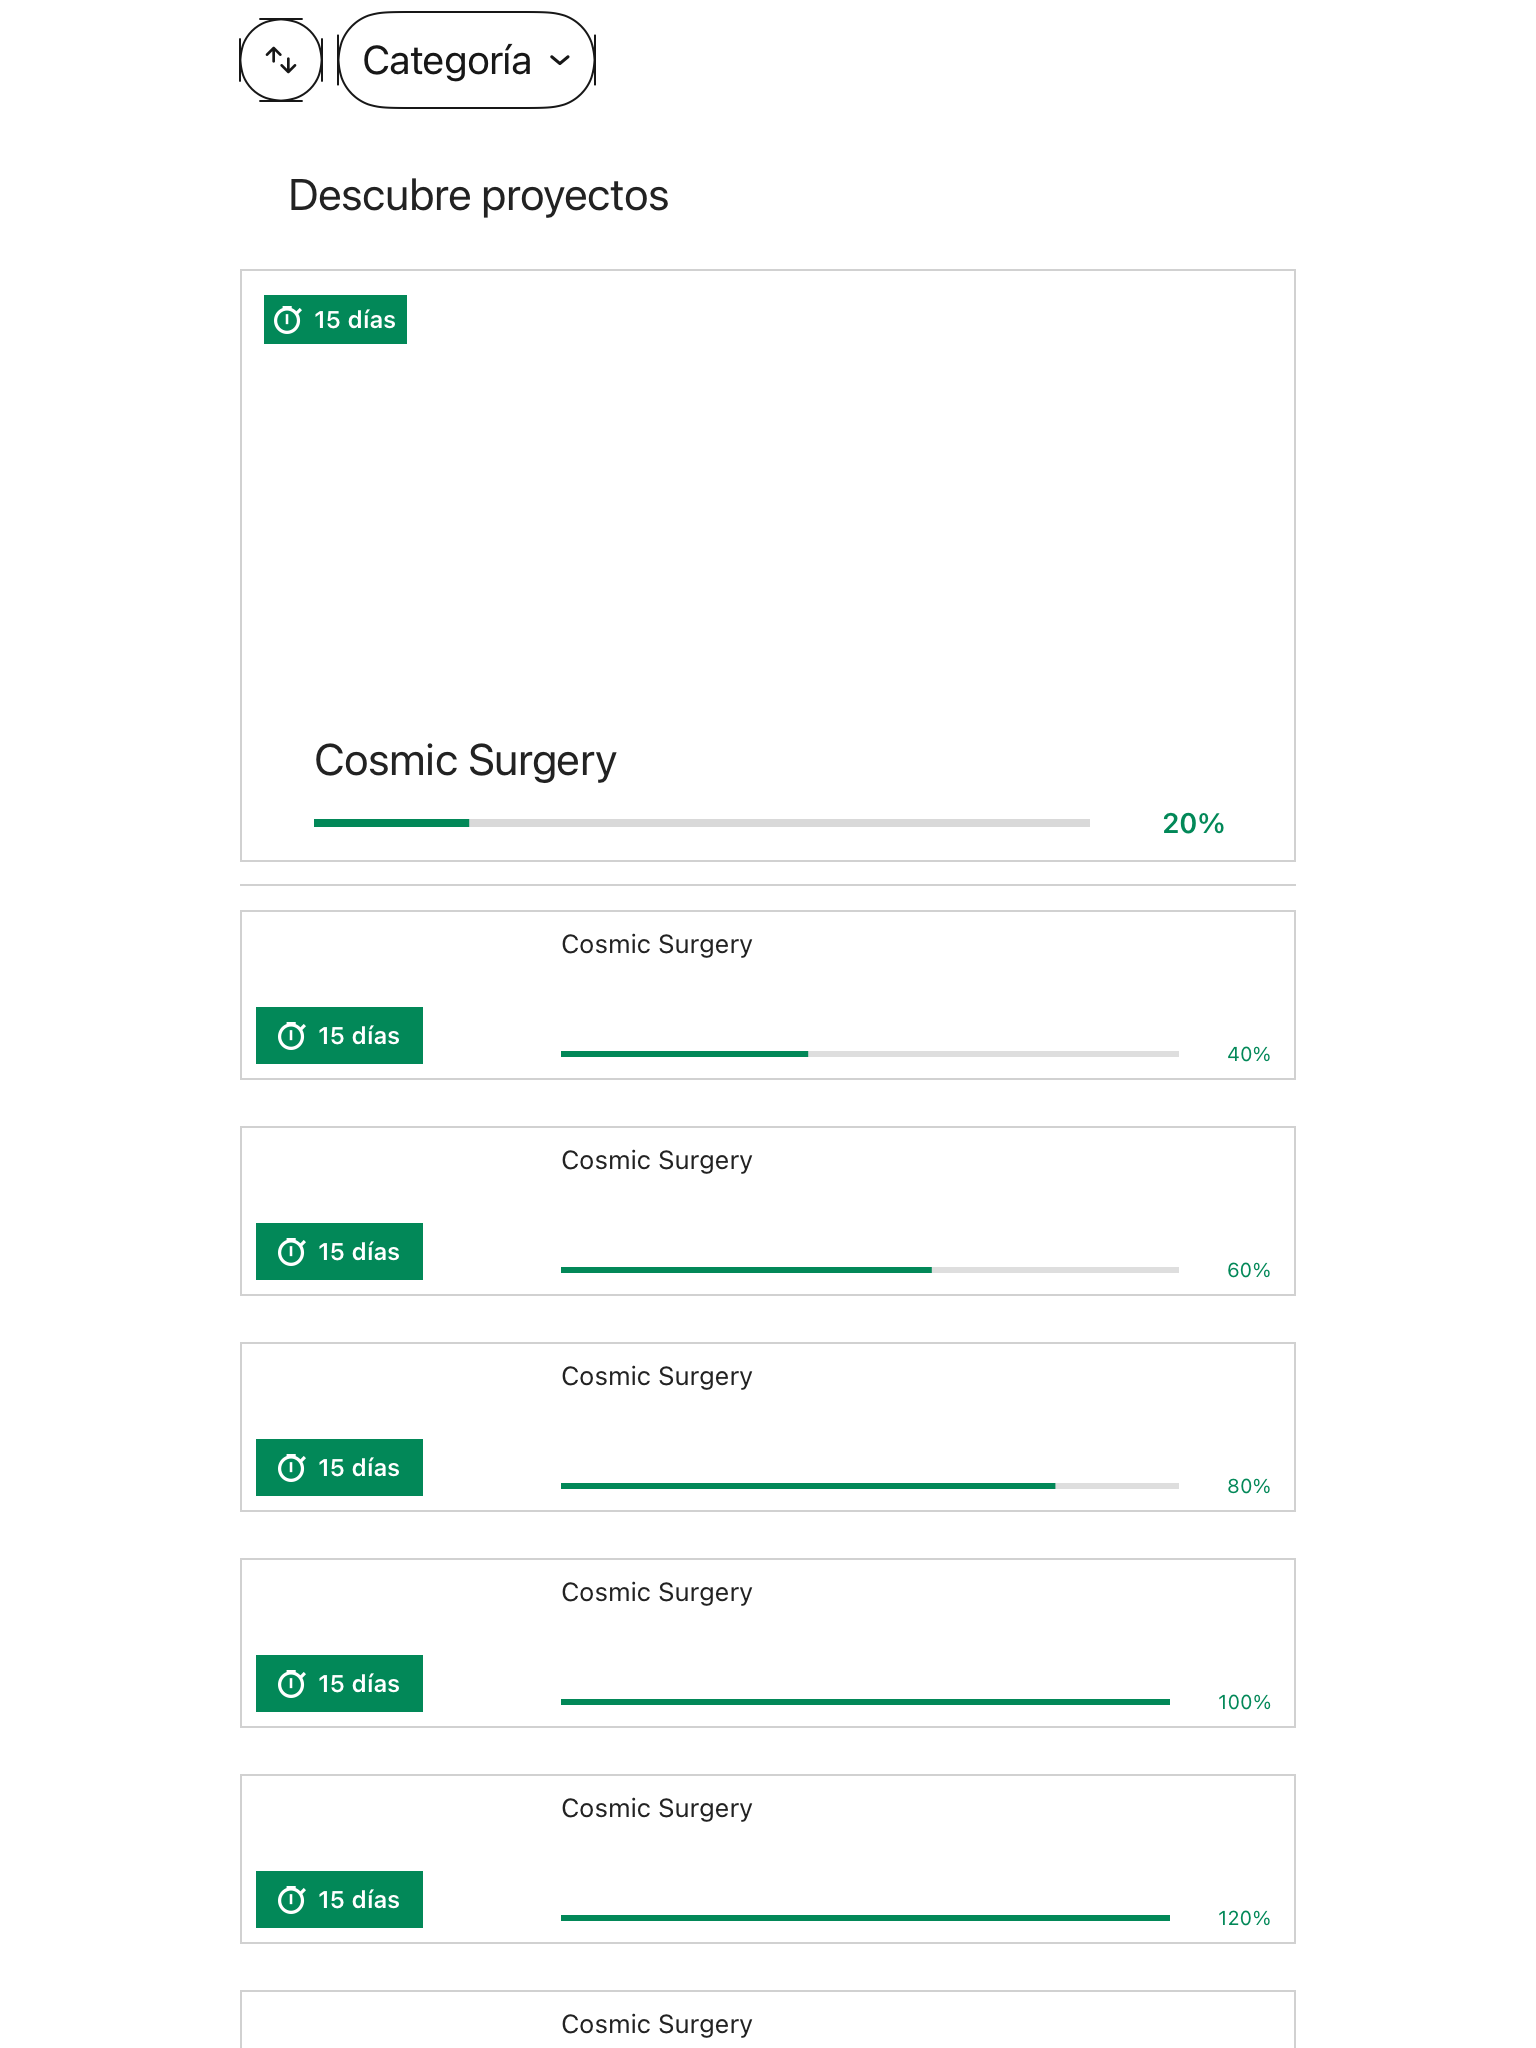 Categoría
Descubre proyectos
15 días
Cosmic Surgery
20%
Cosmic Surgery
15 días
40%
Cosmic Surgery
15 días
60%
Cosmic Surgery
15 días
80%
Cosmic Surgery
15 días
100%
Cosmic Surgery
15 días
120%
Cosmic Surgery